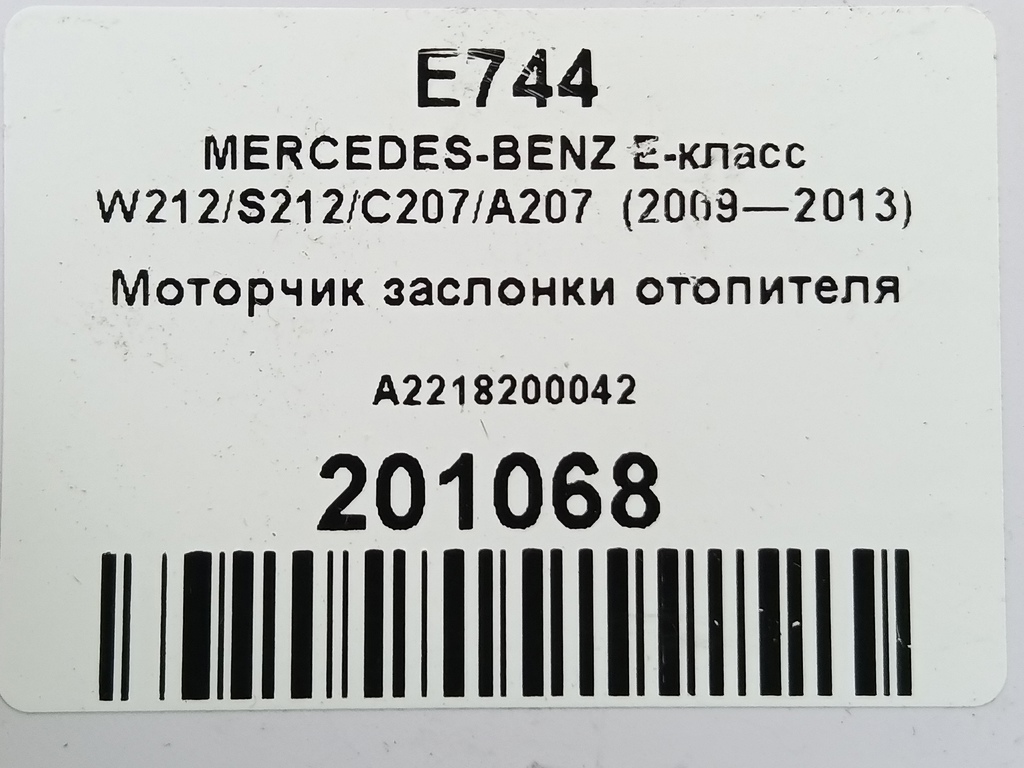 E744
MERCEDES-BENZ E-класс
W212/S212/C207/A207 (2009—2013)
Моторчик заслонки отопителя
A2218200042
201068